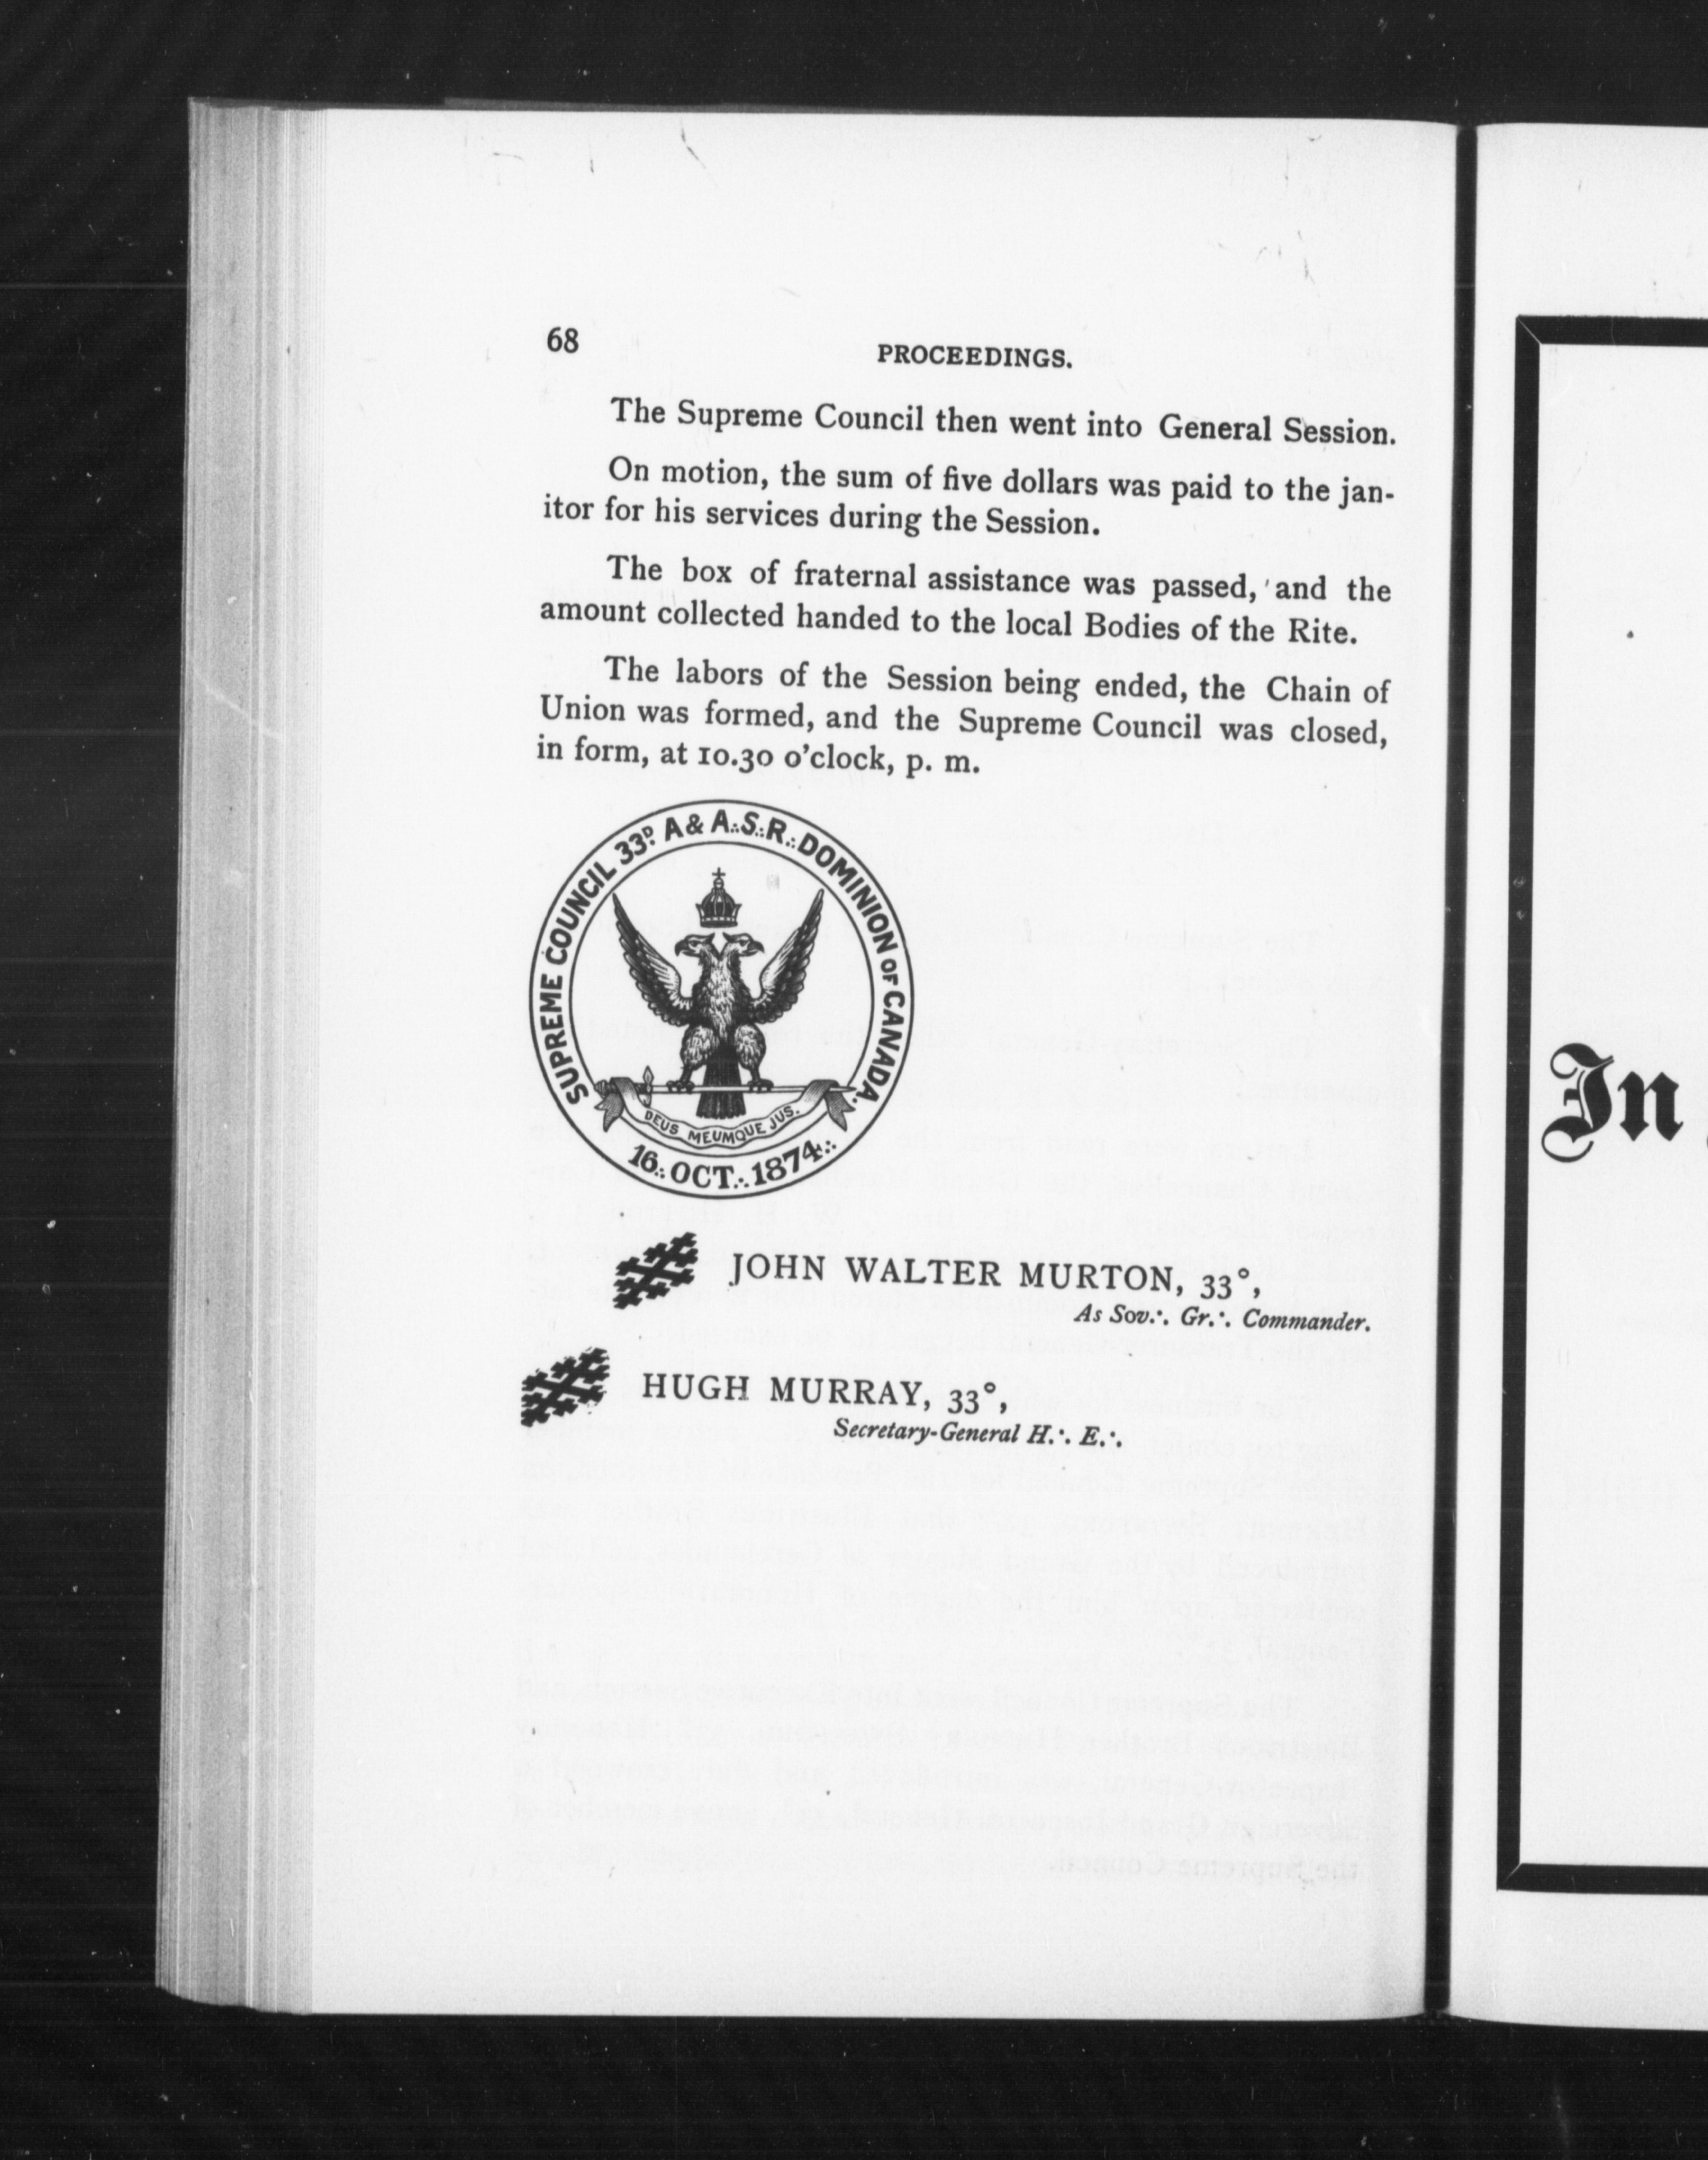 68
PROCEEDINGS.
The Supreme Council then went into General Session.
On motion, the sum of five dollars was paid to the jan-
itor for his services during the Session.
The box of fraternal assistance was passed, and the
amount collected handed to the local Bodies of the Rite.
The labors of the Session being ended, the Chain of
Union was formed, and the Supreme Council was closed,
in form, at 10.30 o'clock, p. m.
SUPREME COUNCIL 33ᴰ. A & A∴S∴R∴ DOMINION OF CANADA.
DEUS MEUMQUE JUS.
16∴ OCT∴ 1874∴
JOHN WALTER MURTON, 33°,
As Sov∴ Gr∴ Commander.
HUGH MURRAY, 33°,
Secretary-General H∴ E∴
In